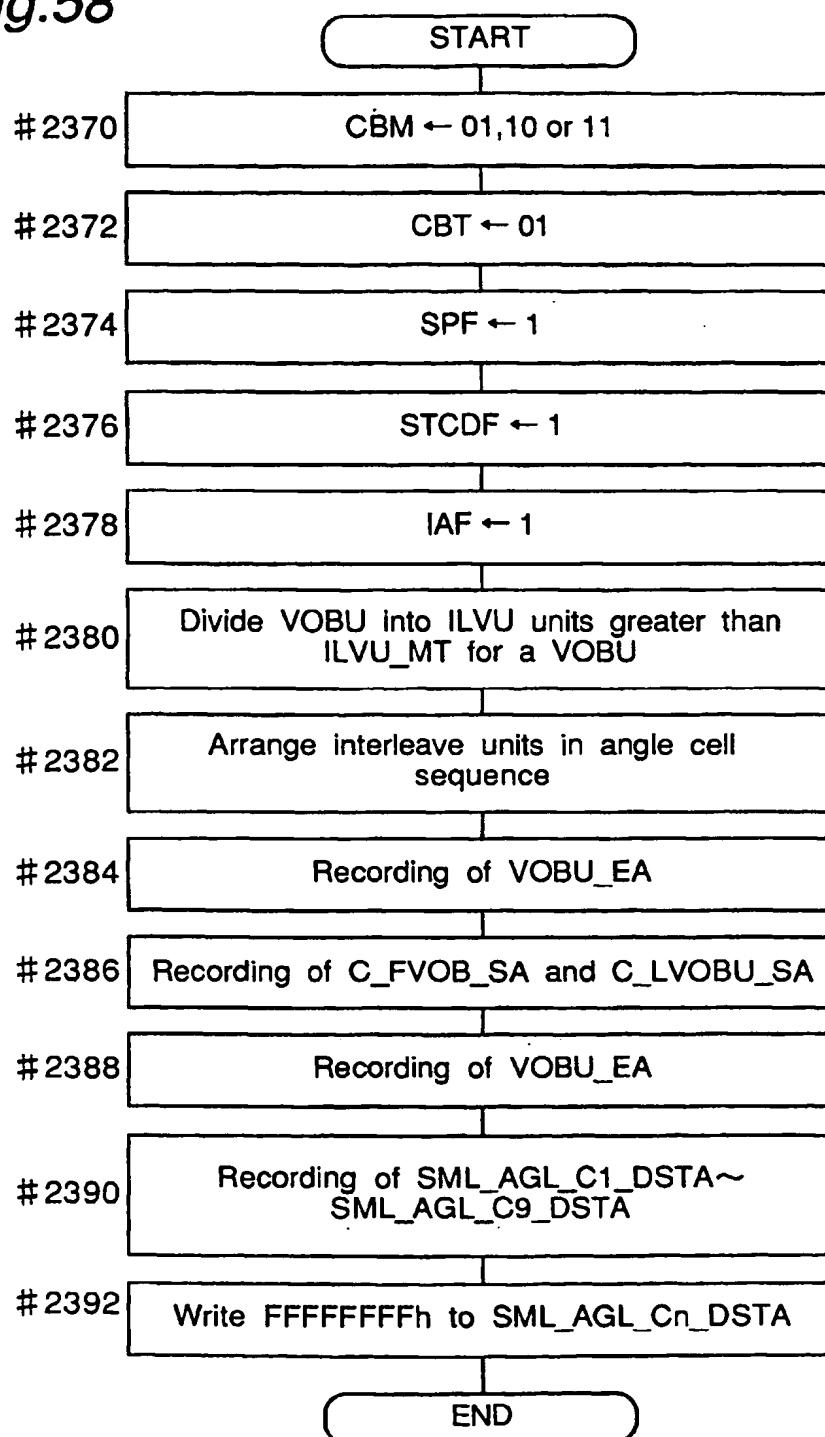 ig.58
START
#2370
CBM ← 01,10 or 11
#2372
CBT ← 01
#2374
SPF ← 1
#2376
STCDF ← 1
#2378
IAF ← 1
#2380
Divide VOBU into ILVU units greater than
ILVU_MT for a VOBU
#2382
Arrange interleave units in angle cell
sequence
#2384
Recording of VOBU_EA
#2386
Recording of C_FVOB_SA and C_LVOBU_SA
#2388
Recording of VOBU_EA
#2390
Recording of SML_AGL_C1_DSTA~
SML_AGL_C9_DSTA
#2392
Write FFFFFFFFh to SML_AGL_Cn_DSTA
END